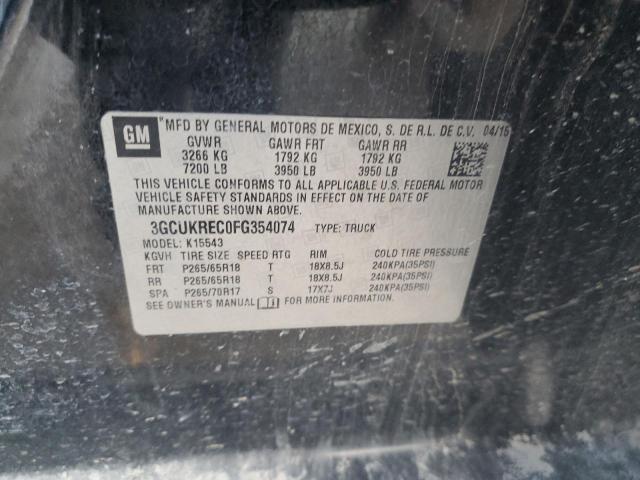 GM
MFD BY GENERAL MOTORS DE MEXICO, S. DE R.L. DE C.V. 04/15
GVWR GAWR FRT GAWR RR
3266 KG 1792 KG 1792 KG
7200 LB 3950 LB 3950 LB
THIS VEHICLE CONFORMS TO ALL APPLICABLE U.S. FEDERAL MOTOR
VEHICLE SAFETY STANDARDS IN EFFECT ON THE DATE OF
MANUFACTURE SHOWN ABOVE.
3GCUKREC0FG354074 TYPE: TRUCK
MODEL: K15543
KGVH TIRE SIZE SPEED RTG RIM COLD TIRE PRESSURE
FRT P265/65R18 T 18X8.5J 240KPA(35PSI)
RR P265/65R18 T 18X8.5J 240KPA(35PSI)
SPA P265/70R17 S 17X7J 240KPA(35PSI)
SEE OWNER'S MANUAL FOR MORE INFORMATION.